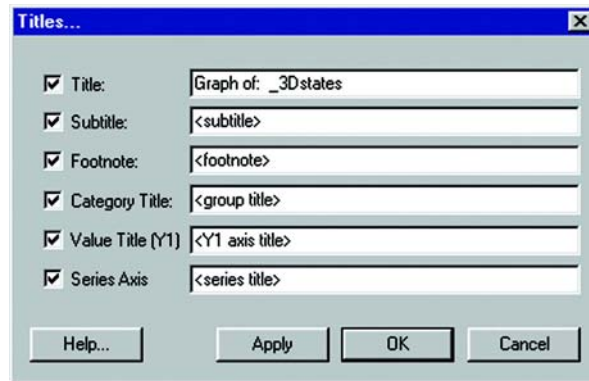 Titles...
Title: Graph of: _3Dstates
Subtitle: <subtitle>
Footnote: <footnote>
Category Title: <group title>
Value Title (Y1) <Y1 axis title>
Series Axis <series title>
Help... Apply OK Cancel